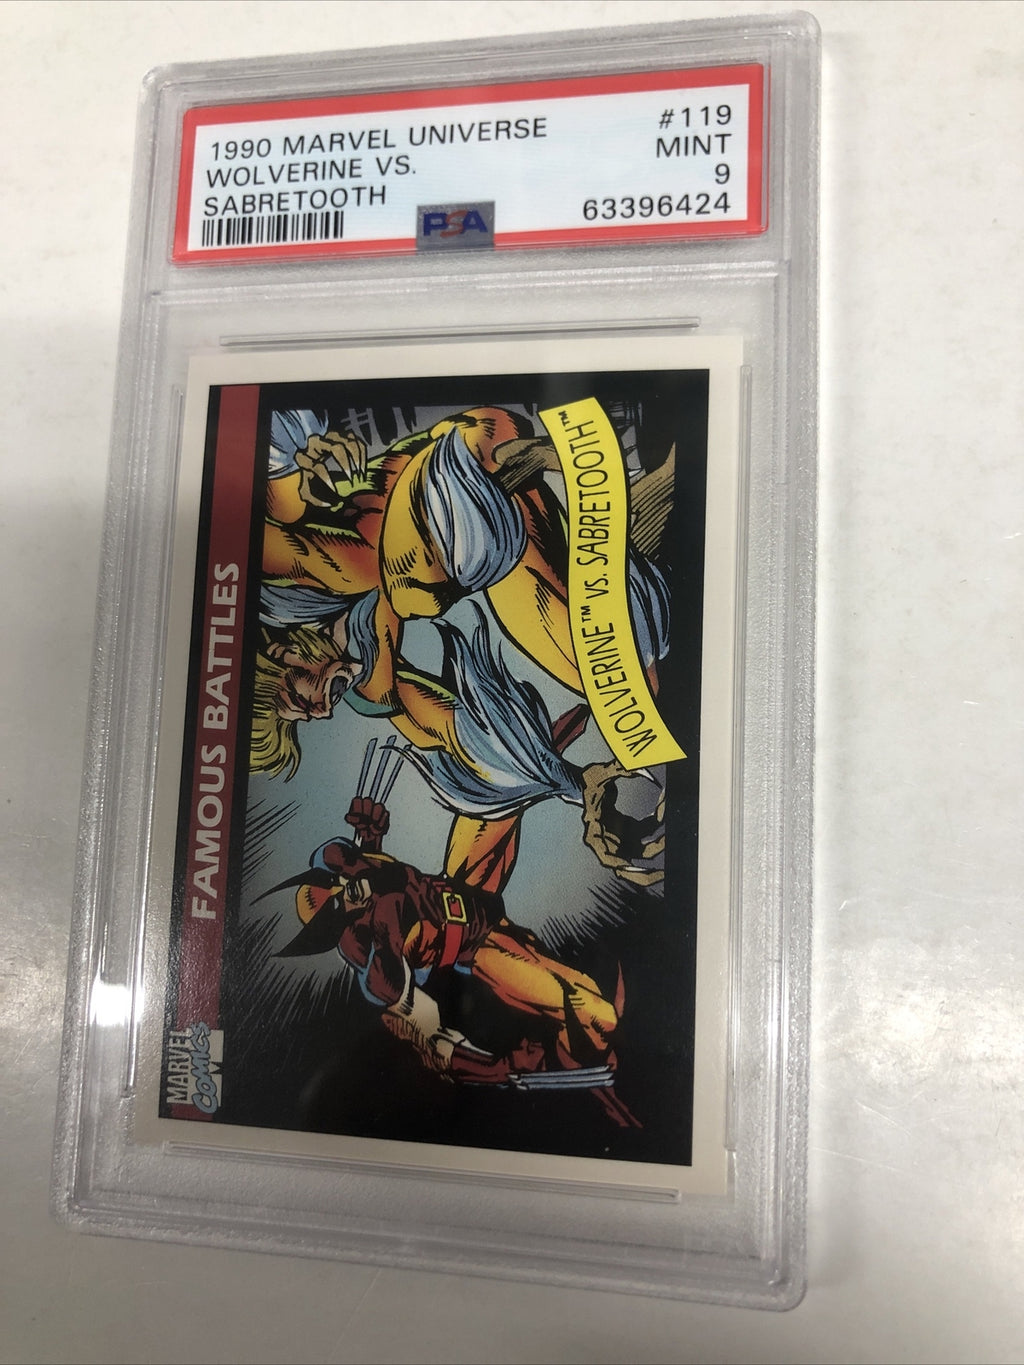 1990 MARVEL UNIVERSE
WOLVERINE VS.
SABRETOOTH
#119
MINT
9
63396424
PSA
FAMOUS BATTLES
MARVEL
COMICS
WOLVERINE™ VS. SABRETOOTH™